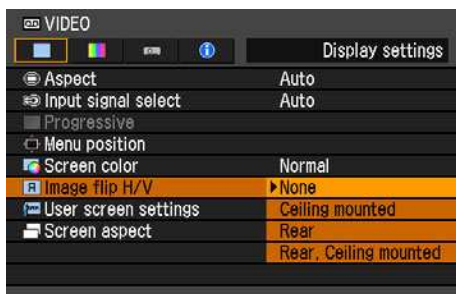 VIDEO
Display settings
Aspect Auto
Input signal select Auto
Progressive
Menu position
Screen color Normal
Image flip H/V None
User screen settings Ceiling mounted
Screen aspect Rear
Rear, Ceiling mounted